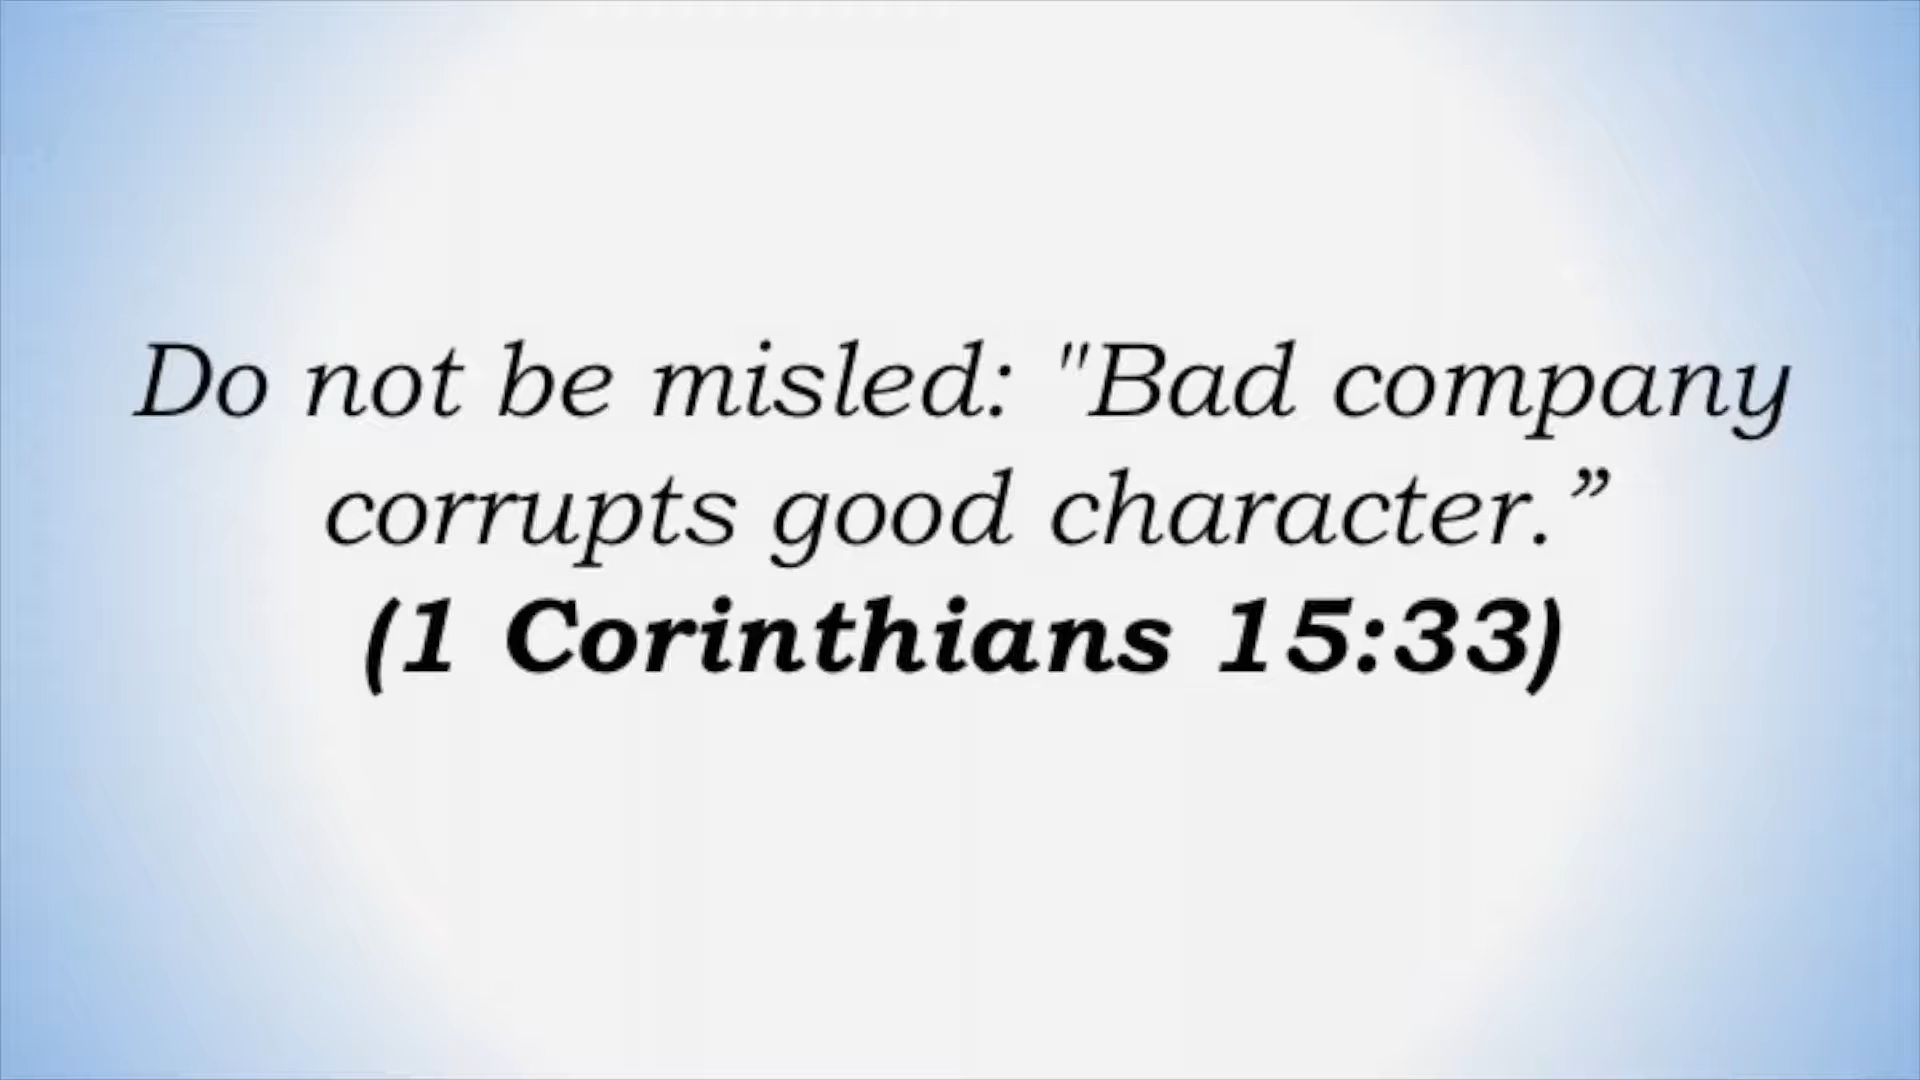 Do not be misled: "Bad company
corrupts good character.”
(1 Corinthians 15:33)